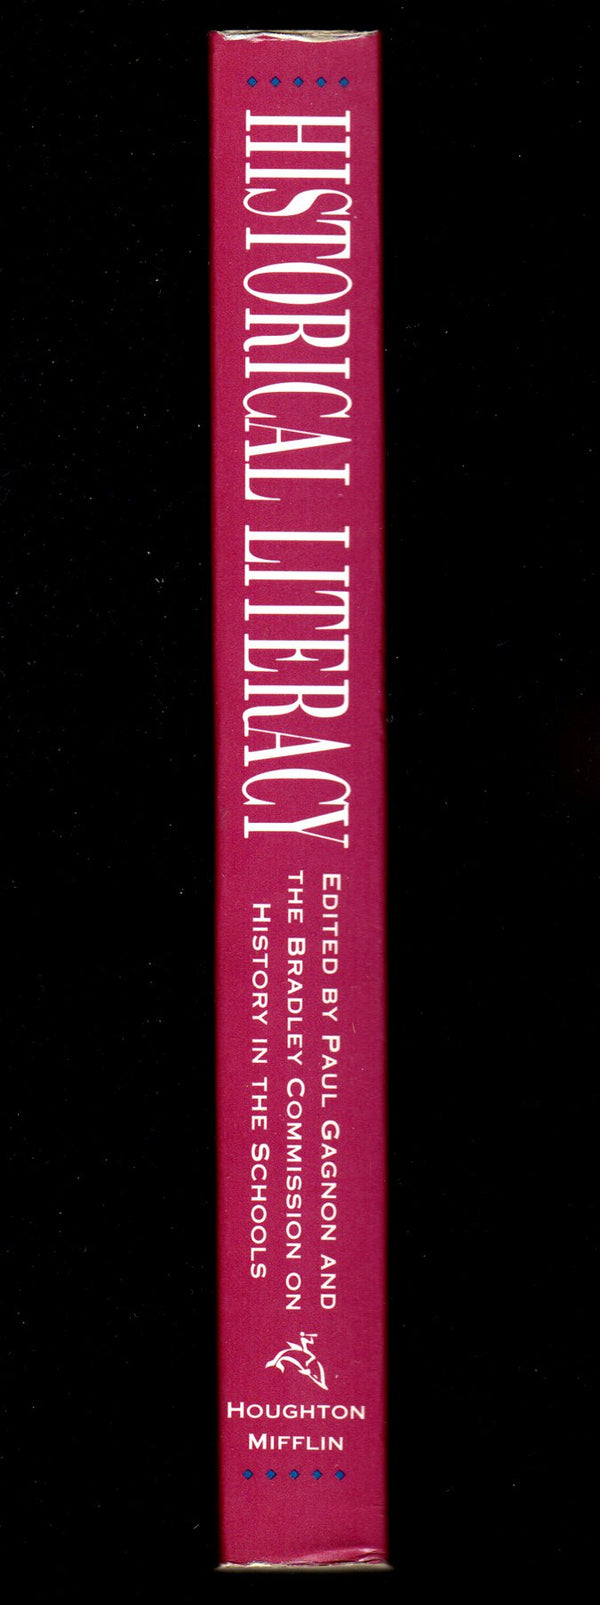 HISTORICAL LITERACY
EDITED BY PAUL GAGNON AND
THE BRADLEY COMMISSION ON
HISTORY IN THE SCHOOLS
HOUGHTON
MIFFLIN